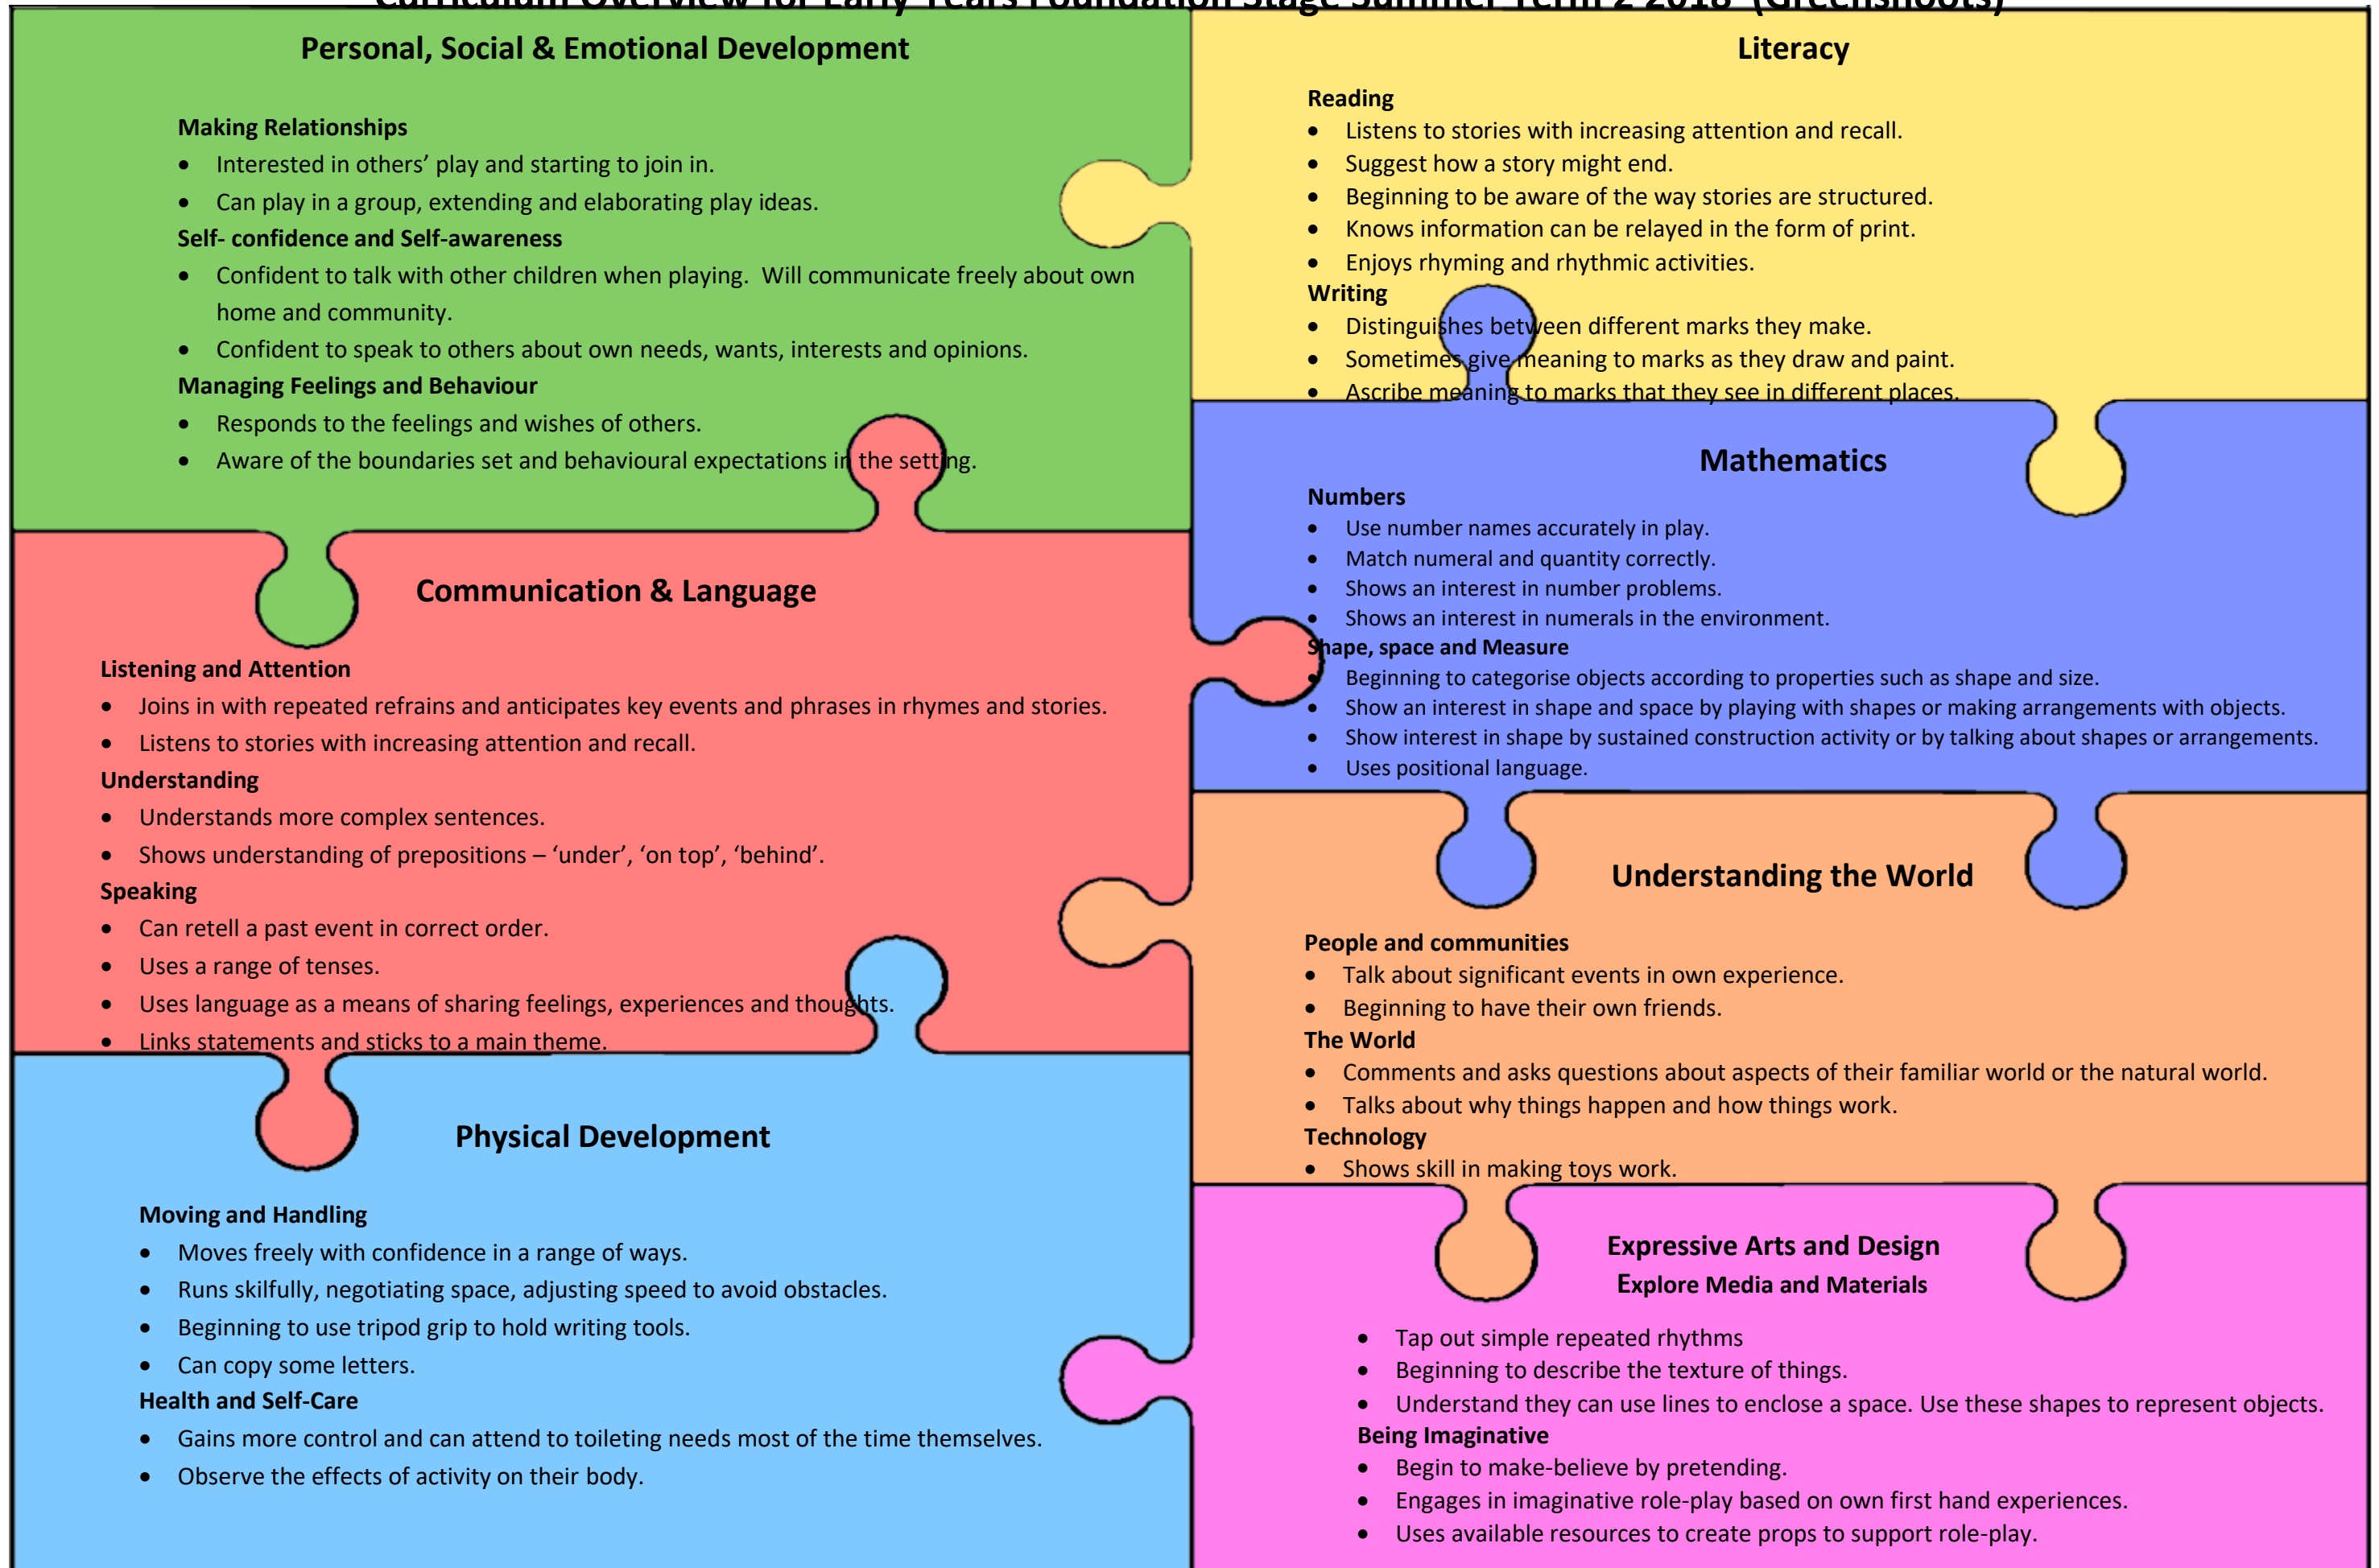 Curriculum Overview for Early Years Foundation Stage Summer Term 2 2018 (Greenshoots)
Personal, Social & Emotional Development
Making Relationships
• Interested in others’ play and starting to join in.
• Can play in a group, extending and elaborating play ideas.
Self- confidence and Self-awareness
• Confident to talk with other children when playing. Will communicate freely about own
home and community.
• Confident to speak to others about own needs, wants, interests and opinions.
Managing Feelings and Behaviour
• Responds to the feelings and wishes of others.
• Aware of the boundaries set and behavioural expectations in the setting.
Communication & Language
Listening and Attention
• Joins in with repeated refrains and anticipates key events and phrases in rhymes and stories.
• Listens to stories with increasing attention and recall.
Understanding
• Understands more complex sentences.
• Shows understanding of prepositions – ‘under’, ‘on top’, ‘behind’.
Speaking
• Can retell a past event in correct order.
• Uses a range of tenses.
• Uses language as a means of sharing feelings, experiences and thoughts.
• Links statements and sticks to a main theme.
Physical Development
Moving and Handling
• Moves freely with confidence in a range of ways.
• Runs skilfully, negotiating space, adjusting speed to avoid obstacles.
• Beginning to use tripod grip to hold writing tools.
• Can copy some letters.
Health and Self-Care
• Gains more control and can attend to toileting needs most of the time themselves.
• Observe the effects of activity on their body.
Literacy
Reading
• Listens to stories with increasing attention and recall.
• Suggest how a story might end.
• Beginning to be aware of the way stories are structured.
• Knows information can be relayed in the form of print.
• Enjoys rhyming and rhythmic activities.
Writing
• Distinguishes between different marks they make.
• Sometimes give meaning to marks as they draw and paint.
• Ascribe meaning to marks that they see in different places.
Mathematics
Numbers
• Use number names accurately in play.
• Match numeral and quantity correctly.
• Shows an interest in number problems.
• Shows an interest in numerals in the environment.
Shape, space and Measure
• Beginning to categorise objects according to properties such as shape and size.
• Show an interest in shape and space by playing with shapes or making arrangements with objects.
• Show interest in shape by sustained construction activity or by talking about shapes or arrangements.
• Uses positional language.
Understanding the World
People and communities
• Talk about significant events in own experience.
• Beginning to have their own friends.
The World
• Comments and asks questions about aspects of their familiar world or the natural world.
• Talks about why things happen and how things work.
Technology
• Shows skill in making toys work.
Expressive Arts and Design
Explore Media and Materials
• Tap out simple repeated rhythms
• Beginning to describe the texture of things.
• Understand they can use lines to enclose a space. Use these shapes to represent objects.
Being Imaginative
• Begin to make-believe by pretending.
• Engages in imaginative role-play based on own first hand experiences.
• Uses available resources to create props to support role-play.